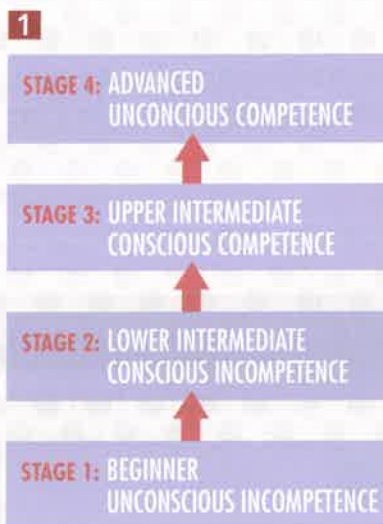 1
STAGE 4: ADVANCED
UNCONCIOUS COMPETENCE
STAGE 3: UPPER INTERMEDIATE
CONSCIOUS COMPETENCE
STAGE 2: LOWER INTERMEDIATE
CONSCIOUS INCOMPETENCE
STAGE 1: BEGINNER
UNCONSCIOUS INCOMPETENCE